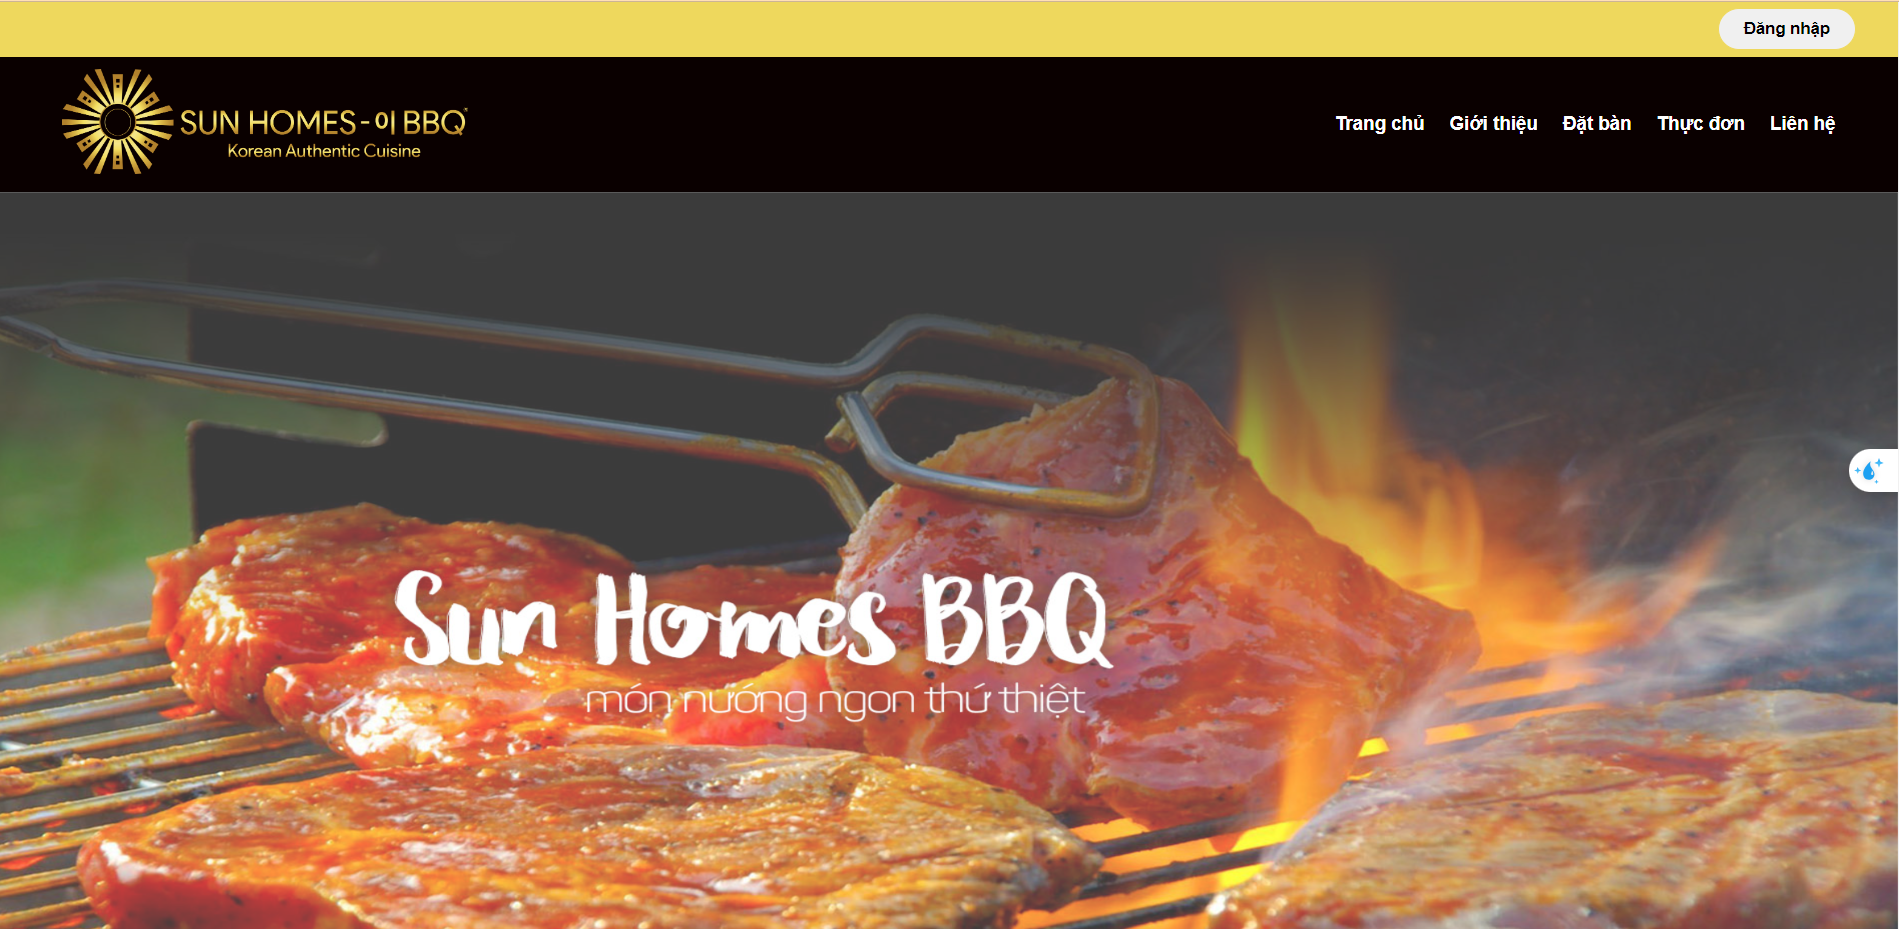 Đăng nhập
SUN HOMES - 이 BBQ
Korean Authentic Cuisine
Trang chủ Giới thiệu Đặt bàn Thực đơn Liên hệ
Sun Homes BBQ
món nướng ngon thứ thiệt